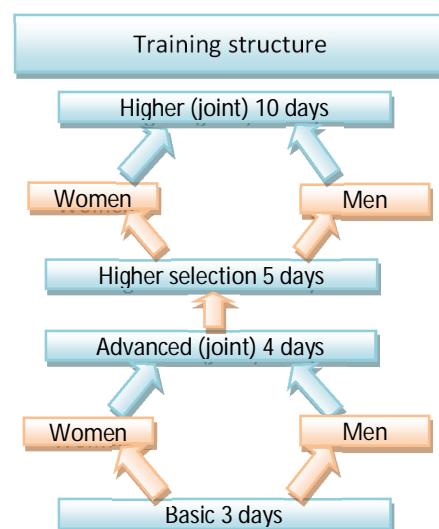 Training structure
Higher (joint) 10 days
Women
Men
Higher selection 5 days
Advanced (joint) 4 days
Women
Men
Basic 3 days